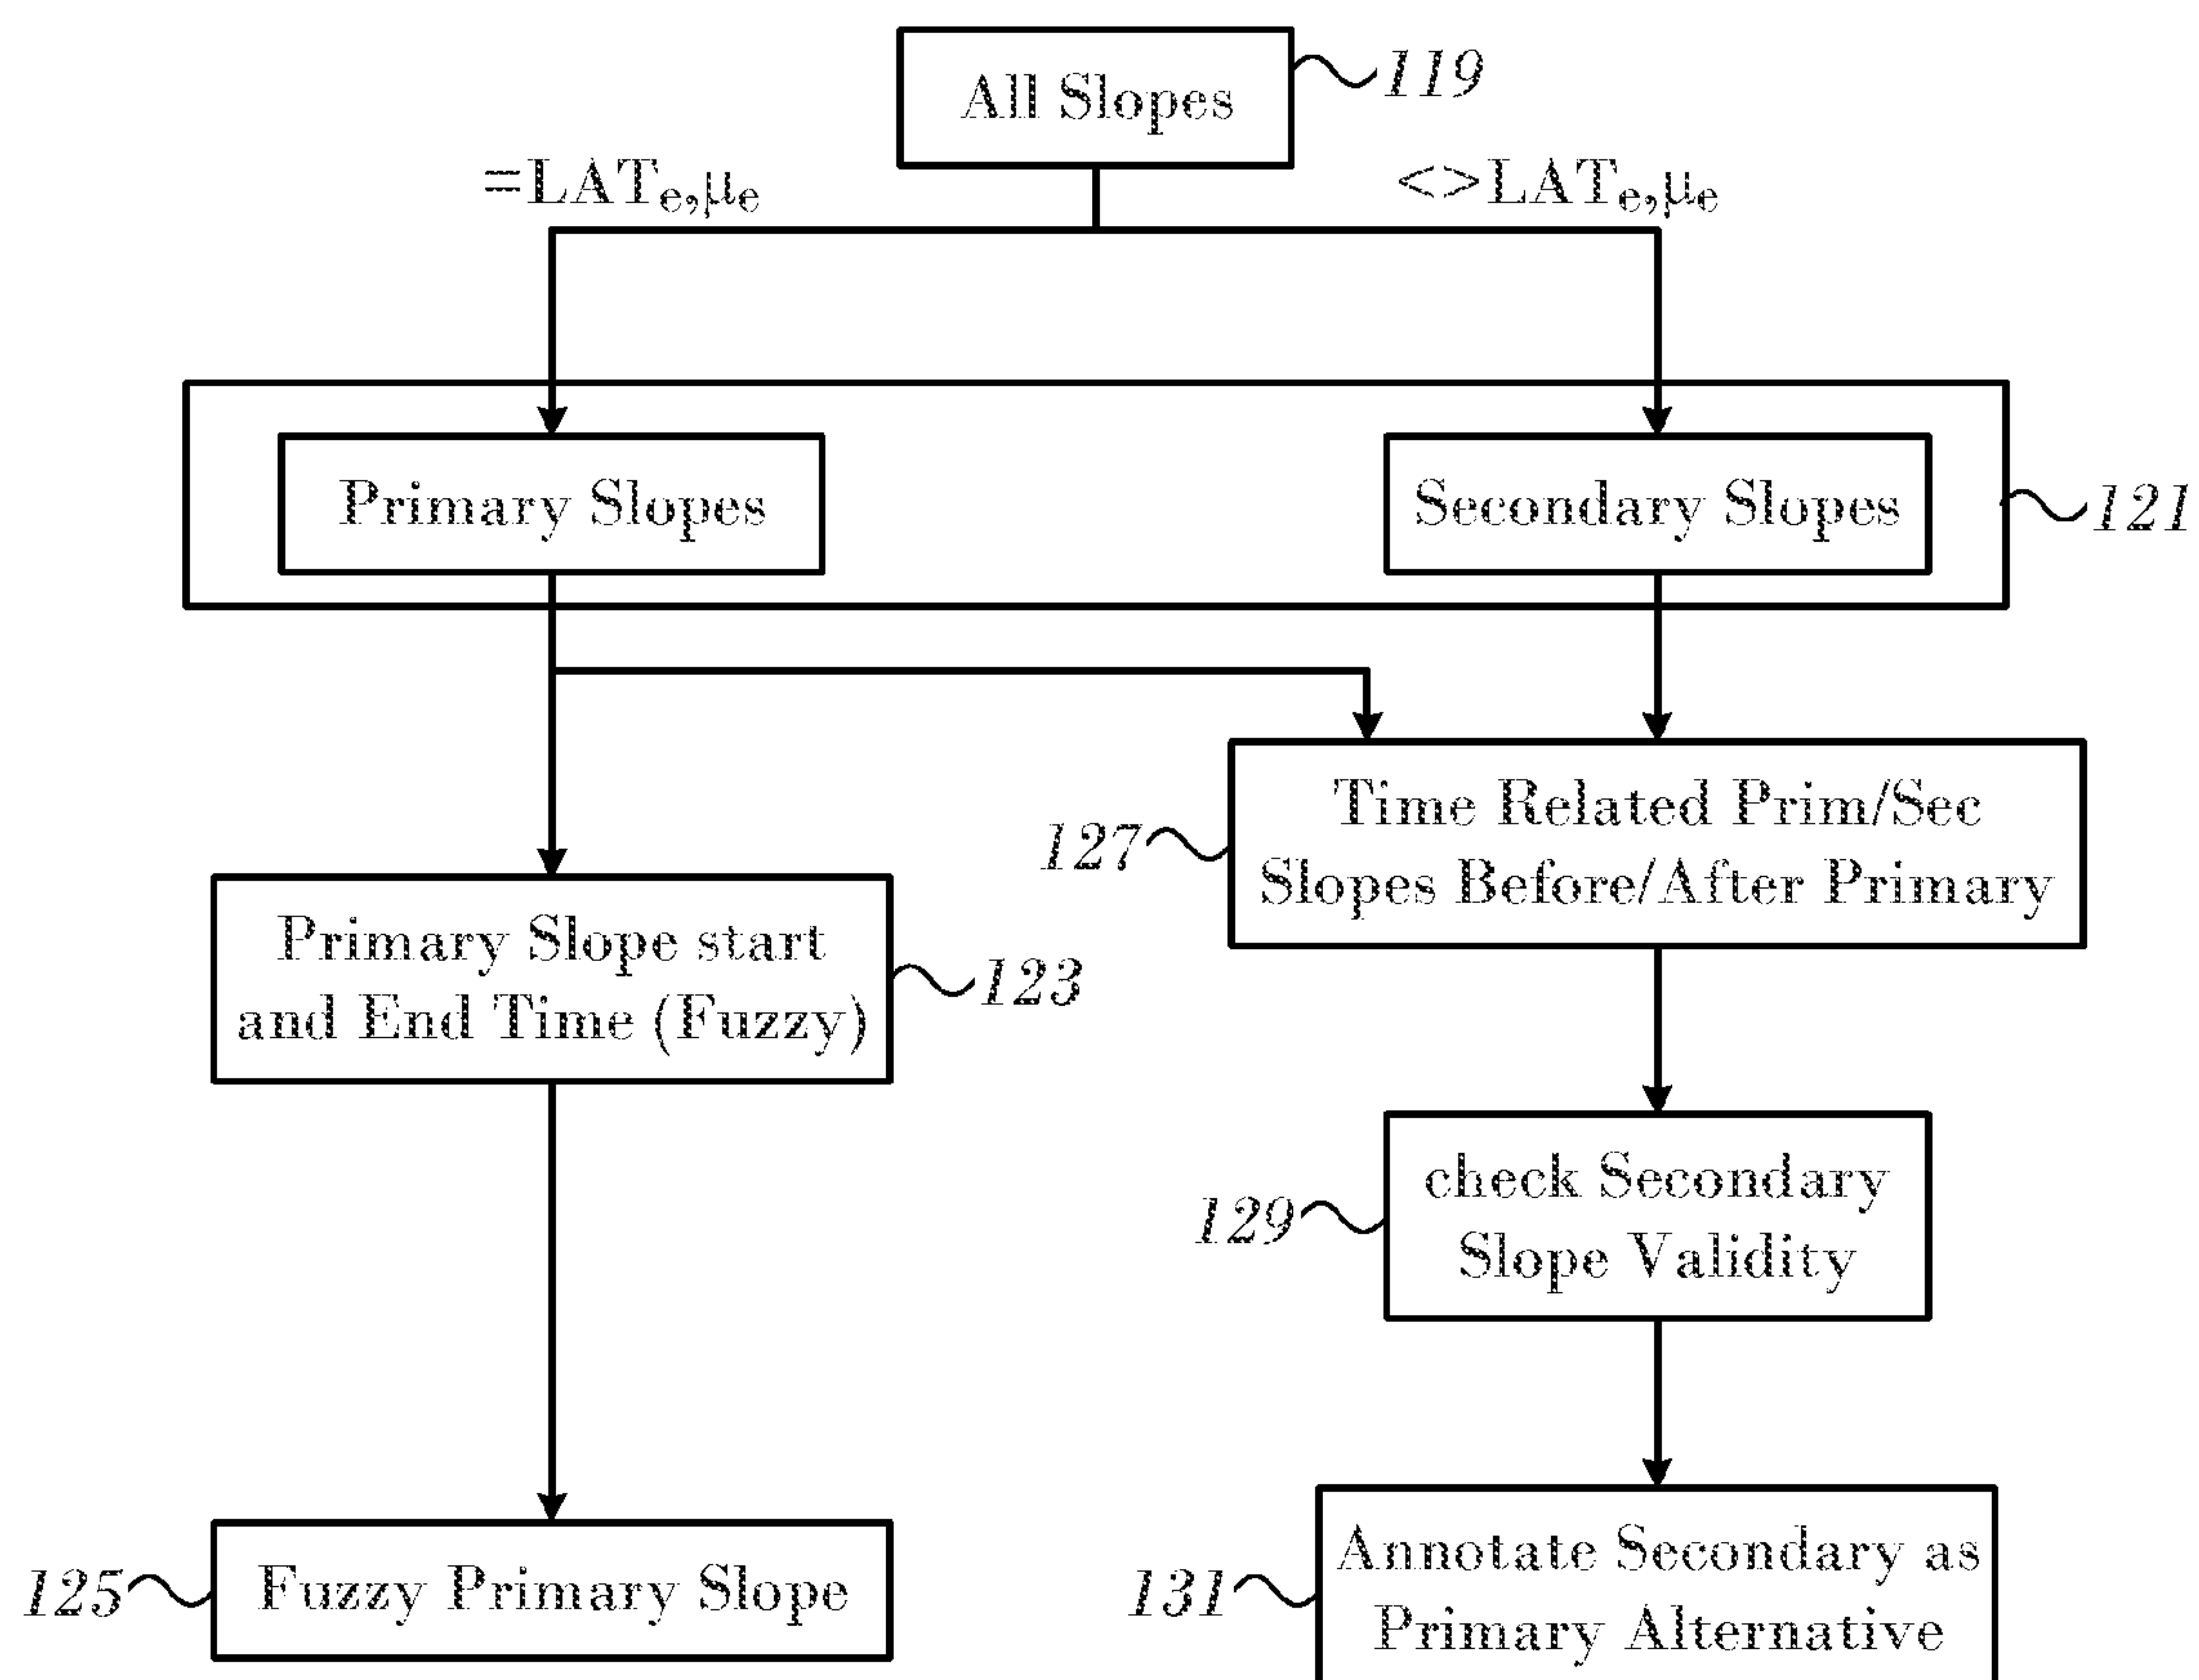 All Slopes
119
=LATe,μe
<>LATe,μe
Primary Slopes
Secondary Slopes
121
Time Related Prim/Sec
Slopes Before/After Primary
127
Primary Slope start
and End Time (Fuzzy)
123
check Secondary
Slope Validity
129
Fuzzy Primary Slope
125
Annotate Secondary as
Primary Alternative
131